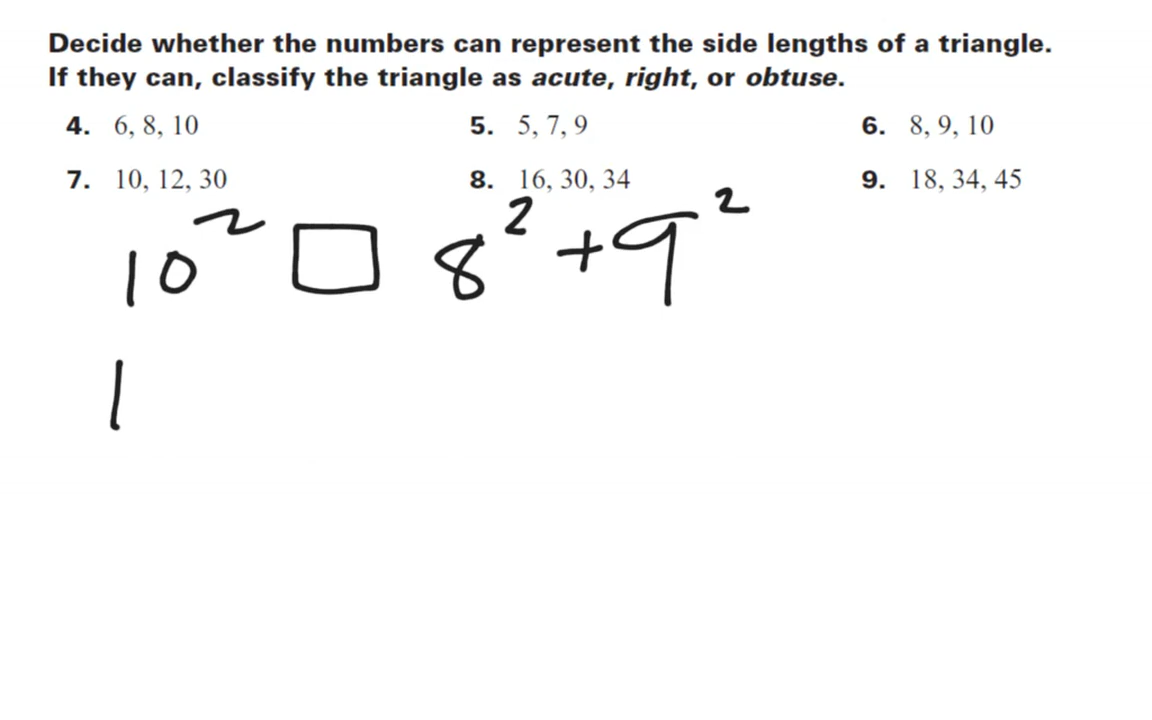 Decide whether the numbers can represent the side lengths of a triangle.
If they can, classify the triangle as acute, right, or obtuse.
4. 6, 8, 10 5. 5, 7, 9 6. 8, 9, 10
7. 10, 12, 30 8. 16, 30, 34 9. 18, 34, 45
10² □ 8² + 9²
1